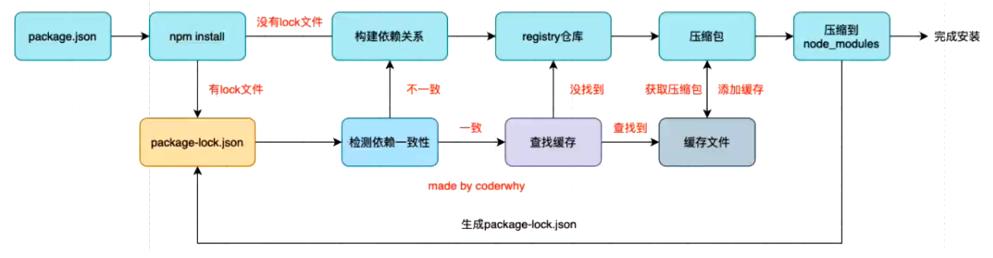 没有lock文件
package.json
npm install
构建依赖关系
registry仓库
压缩包
压缩到
node_modules
完成安装
有lock文件
不一致
没找到
获取压缩包
添加缓存
package-lock.json
检测依赖一致性
一致
查找缓存
查找到
缓存文件
made by coderwhy
生成package-lock.json